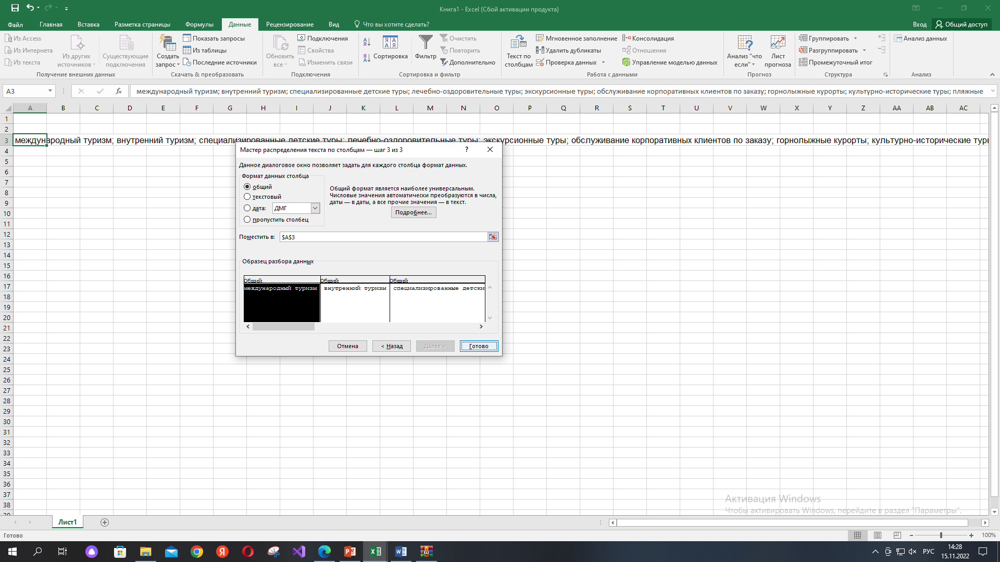 Книга1 - Excel (Сбой активации продукта)
Файл Главная Вставка Разметка страницы Формулы Данные Рецензирование Вид Что вы хотите сделать? Вход Общий доступ
Из Access
Из Интернета
Из текста
Из других источников
Существующие подключения
Получение внешних данных
Создать запрос
Показать запросы
Из таблицы
Последние источники
Скачать & преобразовать
Обновить все
Подключения
Свойства
Изменить связи
Подключения
Сортировка
Фильтр
Очистить
Повторить
Дополнительно
Сортировка и фильтр
Текст по столбцам
Мгновенное заполнение
Удалить дубликаты
Проверка данных
Консолидация
Отношения
Управление моделью данных
Работа с данными
Анализ "что если"
Лист прогноза
Прогноз
Группировать
Разгруппировать
Промежуточный итог
Структура
Анализ данных
Анализ
A3 fx международный туризм; внутренний туризм; специализированные детские туры; лечебно-оздоровительные туры; экскурсионные туры; обслуживание корпоративных клиентов по заказу; горнолыжные курорты; культурно-исторические туры; пляжные
A B C D E F G H I J K L M N O P Q R S T U V W X Y Z AA AB AC
1
2
3 международный туризм; внутренний туризм; специализированные детские туры; лечебно-оздоровительные туры; экскурсионные туры; обслуживание корпоративных клиентов по заказу; горнолыжные курорты; культурно-исторические тур
4
5
6
7
8
9
10
11
12
13
14
15
16
17
18
19
20
21
22
23
24
25
26
27
28
29
30
31
32
33
34
35
36
37
38
Мастер распределения текста по столбцам — шаг 3 из 3 ?
Данное диалоговое окно позволяет задать для каждого столбца формат данных.
Формат данных столбца
общий
текстовый
дата: ДМГ
пропустить столбец
Общий формат является наиболее универсальным.
Числовые значения автоматически преобразуются в числа,
даты — в даты, а все прочие значения — в текст.
Подробнее...
Поместить в: $A$3
Образец разбора данных
Общий Общий Общий
международный туризм внутренний туризм специализированные детски
Отмена < Назад Далее > Готово
Активация Windows
Чтобы активировать Windows, перейдите в раздел "Параметры".
Лист1
Готово 100%
РУС 14:28
15.11.2022